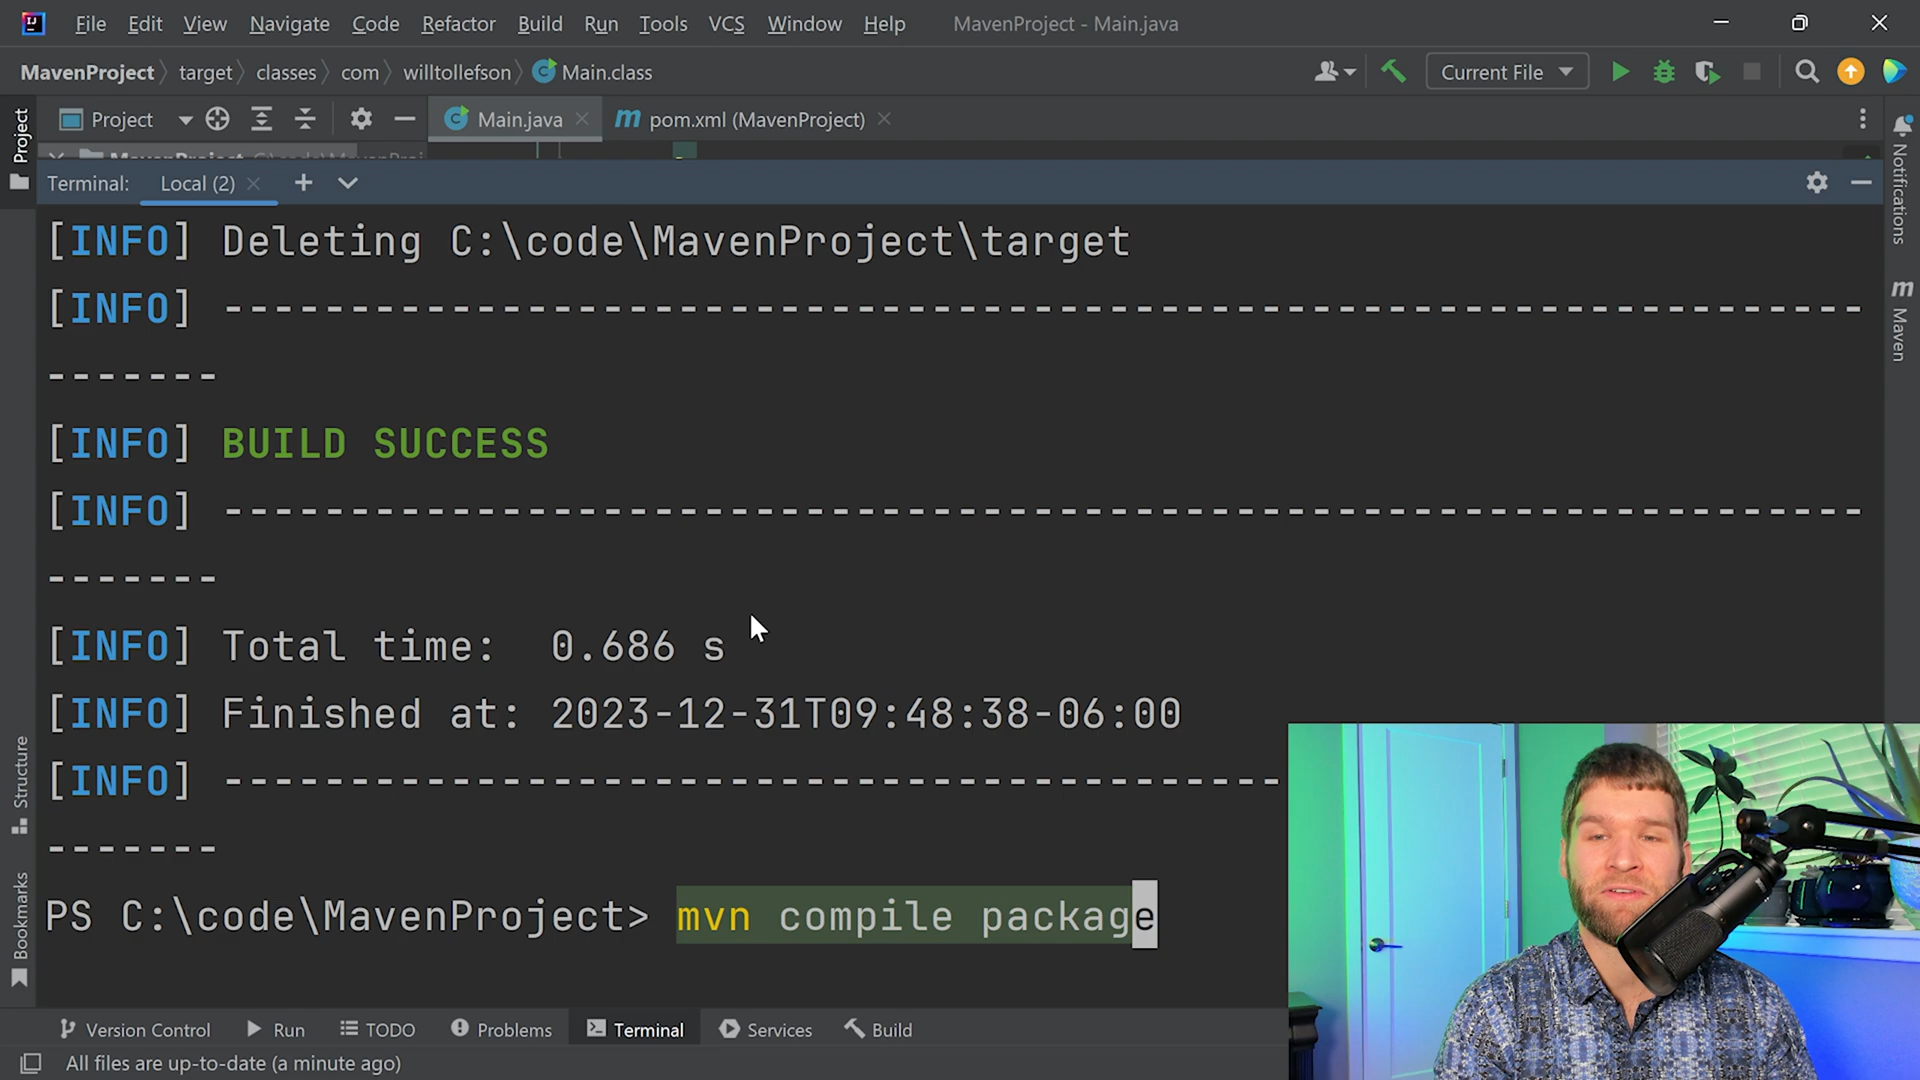 File Edit View Navigate Code Refactor Build Run Tools VCS Window Help MavenProject - Main.java
MavenProject target classes com willtollefson Main.class Current File
Project Main.java pom.xml (MavenProject)
Terminal: Local (2)
[INFO] Deleting C:\code\MavenProject\target
[INFO] -----------------------------------------------------------------
-------
[INFO] BUILD SUCCESS
[INFO] -----------------------------------------------------------------
-------
[INFO] Total time:  0.686 s
[INFO] Finished at: 2023-12-31T09:48:38-06:00
[INFO] ------------------------------------------
-------
PS C:\code\MavenProject> mvn compile package
Version Control Run TODO Problems Terminal Services Build
All files are up-to-date (a minute ago)
Project
Structure
Bookmarks
Notifications
Maven